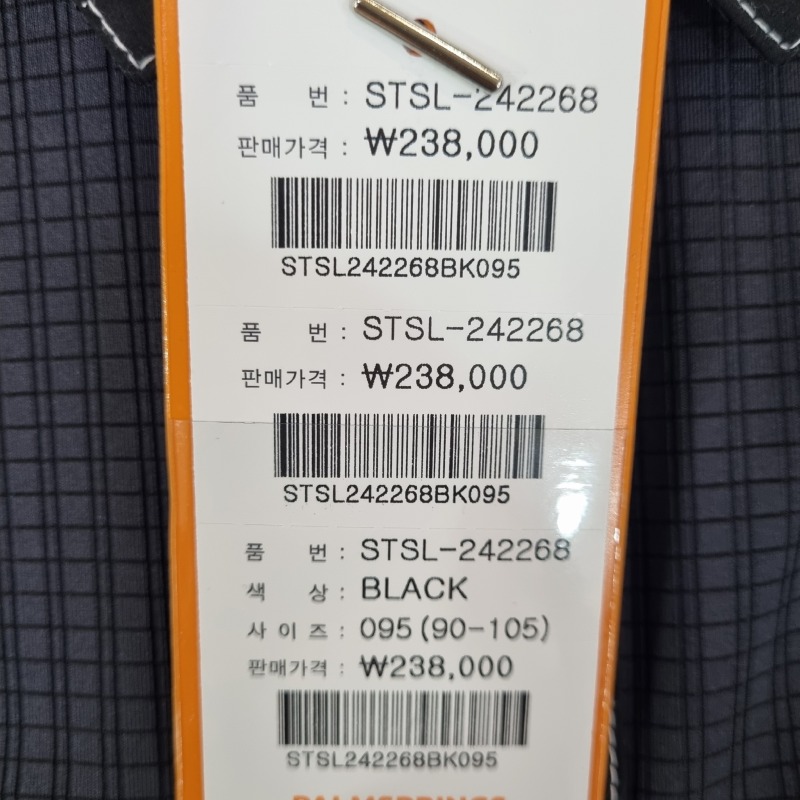 품 번 : STSL-242268
판매가격 : ₩238,000
STSL242268BK095
품 번 : STSL-242268
판매가격 : ₩238,000
STSL242268BK095
품 번 : STSL-242268
색 상 : BLACK
사 이 즈 : 095 (90-105)
판매가격 : ₩238,000
STSL242268BK095